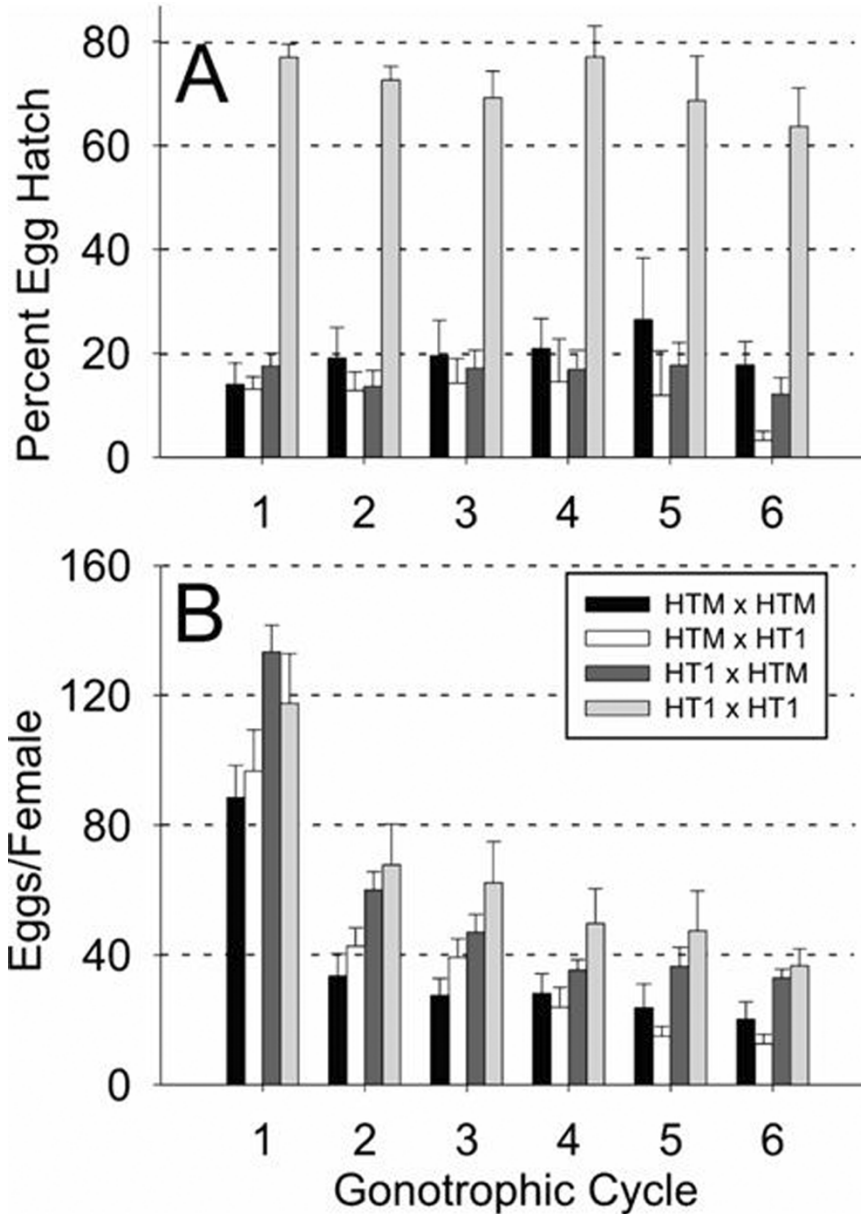 A
Percent Egg Hatch
80
60
40
20
0
1 2 3 4 5 6
B
Eggs/Female
160
120
80
40
0
HTM x HTM
HTM x HT1
HT1 x HTM
HT1 x HT1
1 2 3 4 5 6
Gonotrophic Cycle